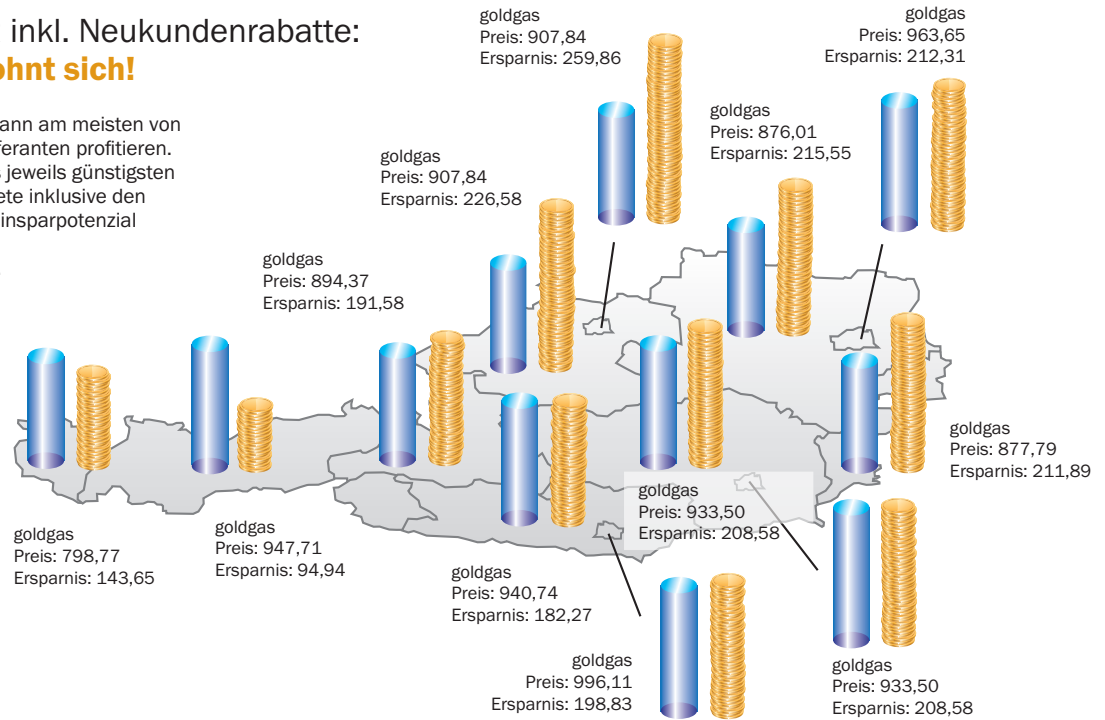 inkl. Neukundenrabatte:
sich!
am meisten von
profitieren.
jeweils günstigsten
inklusive den
goldgas
Preis: 907,84
Ersparnis: 259,86
goldgas
Preis: 963,65
Ersparnis: 212,31
goldgas
Preis: 876,01
Ersparnis: 215,55
goldgas
Preis: 907,84
Ersparnis: 226,58
goldgas
Preis: 894,37
Ersparnis: 191,58
goldgas
Preis: 877,79
Ersparnis: 211,89
goldgas
Preis: 933,50
Ersparnis: 208,58
goldgas
Preis: 798,77
Ersparnis: 143,65
goldgas
Preis: 947,71
Ersparnis: 94,94
goldgas
Preis: 940,74
Ersparnis: 182,27
goldgas
Preis: 996,11
Ersparnis: 198,83
goldgas
Preis: 933,50
Ersparnis: 208,58